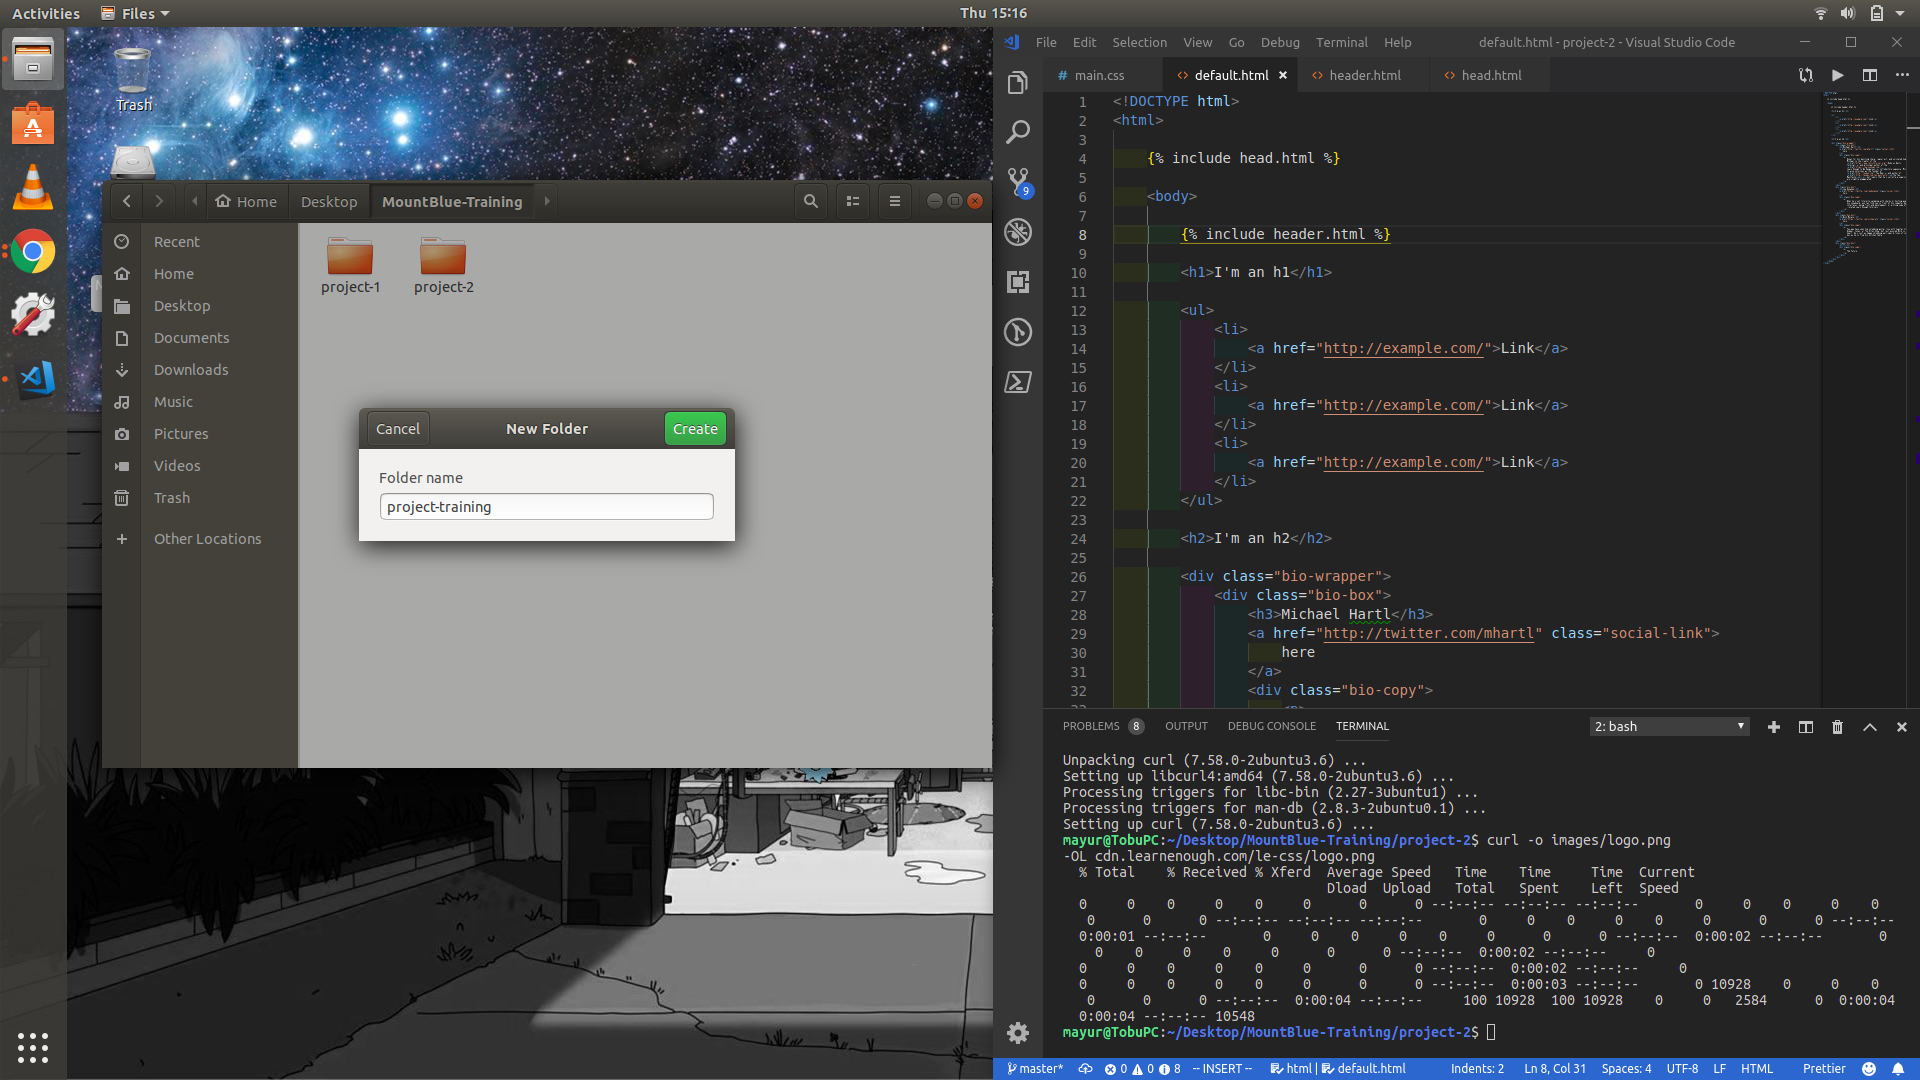 Activities
Files
Thu 15:16
Trash
Home
Desktop
MountBlue-Training
Recent
Home
Desktop
Documents
Downloads
Music
Pictures
Videos
Trash
Other Locations
project-1
project-2
Cancel
New Folder
Create
Folder name
project-training
File Edit Selection View Go Debug Terminal Help
default.html - project-2 - Visual Studio Code
main.css
default.html
header.html
head.html
9
1 <!DOCTYPE html>
2 <html>
3
4 {% include head.html %}
5
6 <body>
7
8 {% include header.html %}
9
10 <h1>I'm an h1</h1>
11
12 <ul>
13 <li>
14 <a href="http://example.com/">Link</a>
15 </li>
16 <li>
17 <a href="http://example.com/">Link</a>
18 </li>
19 <li>
20 <a href="http://example.com/">Link</a>
21 </li>
22 </ul>
23
24 <h2>I'm an h2</h2>
25
26 <div class="bio-wrapper">
27 <div class="bio-box">
28 <h3>Michael Hartl</h3>
29 <a href="http://twitter.com/mhartl" class="social-link">
30 here
31 </a>
32 <div class="bio-copy">
PROBLEMS 8 OUTPUT DEBUG CONSOLE TERMINAL
2: bash
Unpacking curl (7.58.0-2ubuntu3.6) ...
Setting up libcurl4:amd64 (7.58.0-2ubuntu3.6) ...
Processing triggers for libc-bin (2.27-3ubuntu1) ...
Processing triggers for man-db (2.8.3-2ubuntu0.1) ...
Setting up curl (7.58.0-2ubuntu3.6) ...
mayur@TobuPC:~/Desktop/MountBlue-Training/project-2$ curl -o images/logo.png
-OL cdn.learnenough.com/le-css/logo.png
% Total % Received % Xferd Average Speed Time Time Time Current
Dload Upload Total Spent Left Speed
0 0 0 0 0 0 0 0 --:--:-- --:--:-- --:--:-- 0 0 0 0 0
0 0 0 --:--:-- --:--:-- --:--:-- 0 0 0 0 0 0 0 0 --:--:--
0:00:01 --:--:-- 0 0 0 0 0 0 0 0 --:--:-- 0:00:02 --:--:-- 0
0 0 0 0 0 0 0 --:--:-- 0:00:02 --:--:-- 0
0 0 0 0 0 0 0 0 --:--:-- 0:00:02 --:--:-- 0
0 0 0 0 0 0 0 0 --:--:-- 0:00:03 --:--:-- 0 10928 0 0 0
0 0 0 --:--:-- 0:00:04 --:--:-- 100 10928 100 10928 0 0 2584 0 0:00:04
0:00:04 --:--:-- 10548
mayur@TobuPC:~/Desktop/MountBlue-Training/project-2$
master* 0 0 8 -- INSERT -- html | default.html Indents: 2 Ln 8, Col 31 Spaces: 4 UTF-8 LF HTML Prettier